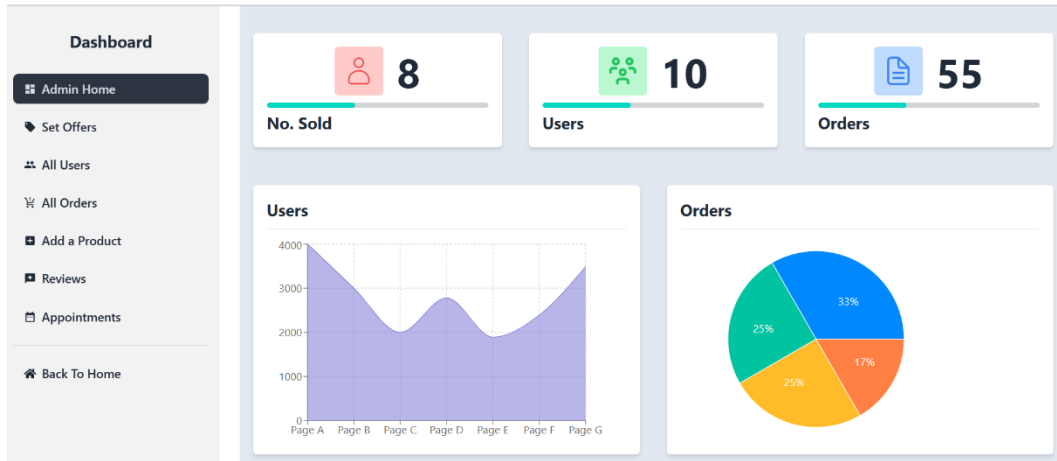 Dashboard
Admin Home
Set Offers
All Users
All Orders
Add a Product
Reviews
Appointments
Back To Home
8
No. Sold
10
Users
55
Orders
Users
4000
3000
2000
1000
0
Page A Page B Page C Page D Page E Page F Page G
Orders
33%
25%
17%
25%